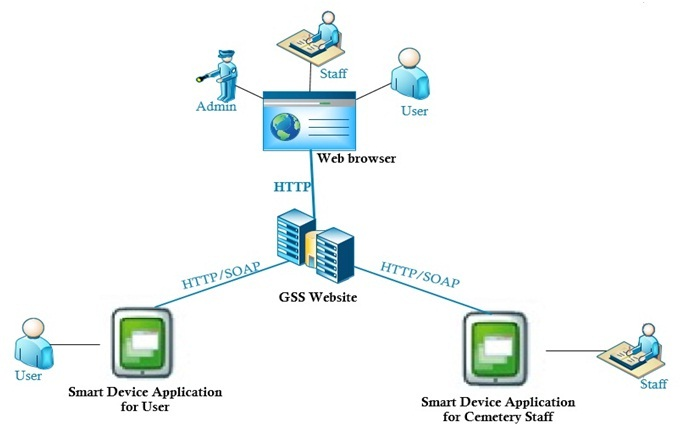 Staff
Admin
User
Web browser
HTTP
HTTP/SOAP
HTTP/SOAP
GSS Website
User
Smart Device Application
for User
Smart Device Application
for Cemetery Staff
Staff